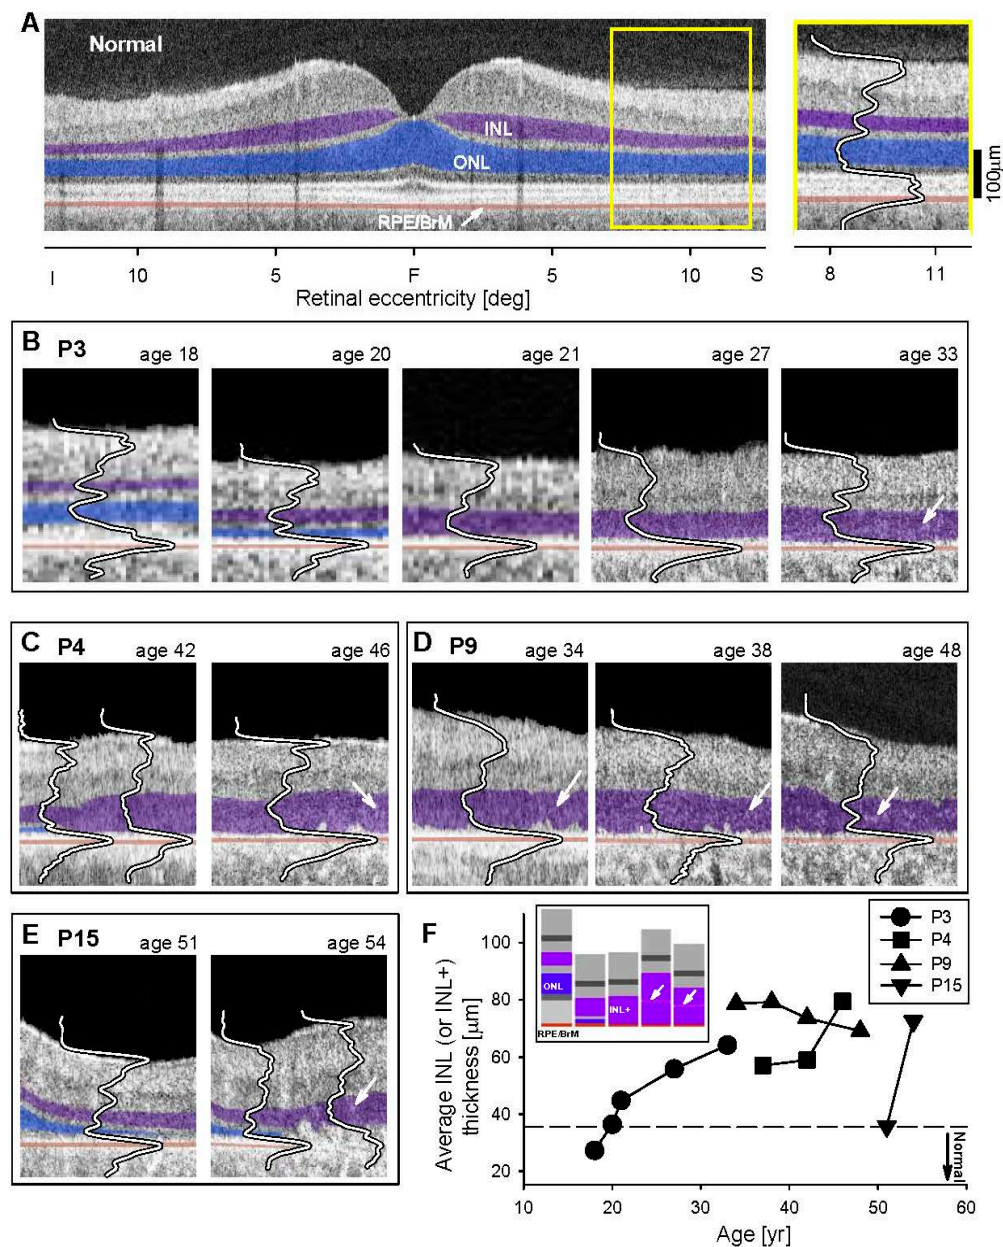 A
Normal
INL
ONL
RPE/BrM
100µm
I 10 5 F 5 10 S
8 11
Retinal eccentricity [deg]
B P3
age 18 age 20 age 21 age 27 age 33
C P4
age 42 age 46
D P9
age 34 age 38 age 48
E P15
age 51 age 54
F
Average INL (or INL+)
thickness [µm]
100
80
60
40
20
ONL
INL+
RPE/BrM
P3
P4
P9
P15
Normal
10 20 30 40 50 60
Age [yr]